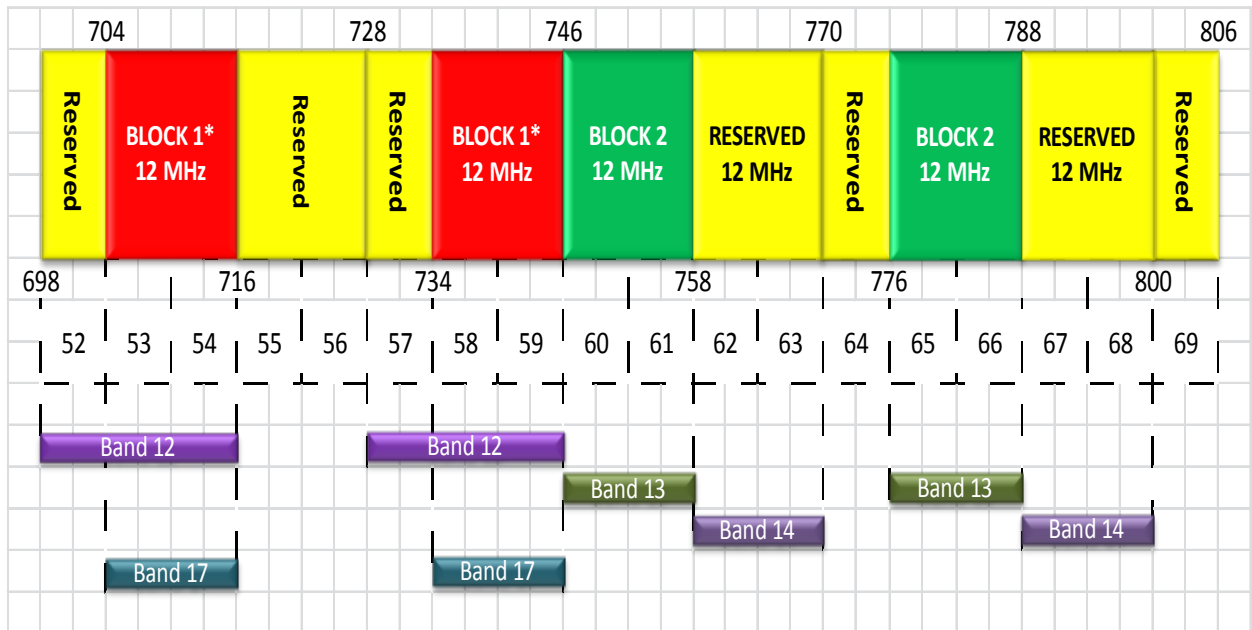 704 728 746 770 788 806
Reserved
BLOCK 1*
12 MHz
Reserved
Reserved
BLOCK 1*
12 MHz
BLOCK 2
12 MHz
RESERVED
12 MHz
Reserved
BLOCK 2
12 MHz
RESERVED
12 MHz
Reserved
698 716 734 758 776 800
52 53 54 55 56 57 58 59 60 61 62 63 64 65 66 67 68 69
Band 12 Band 12
Band 13 Band 13
Band 14 Band 14
Band 17 Band 17